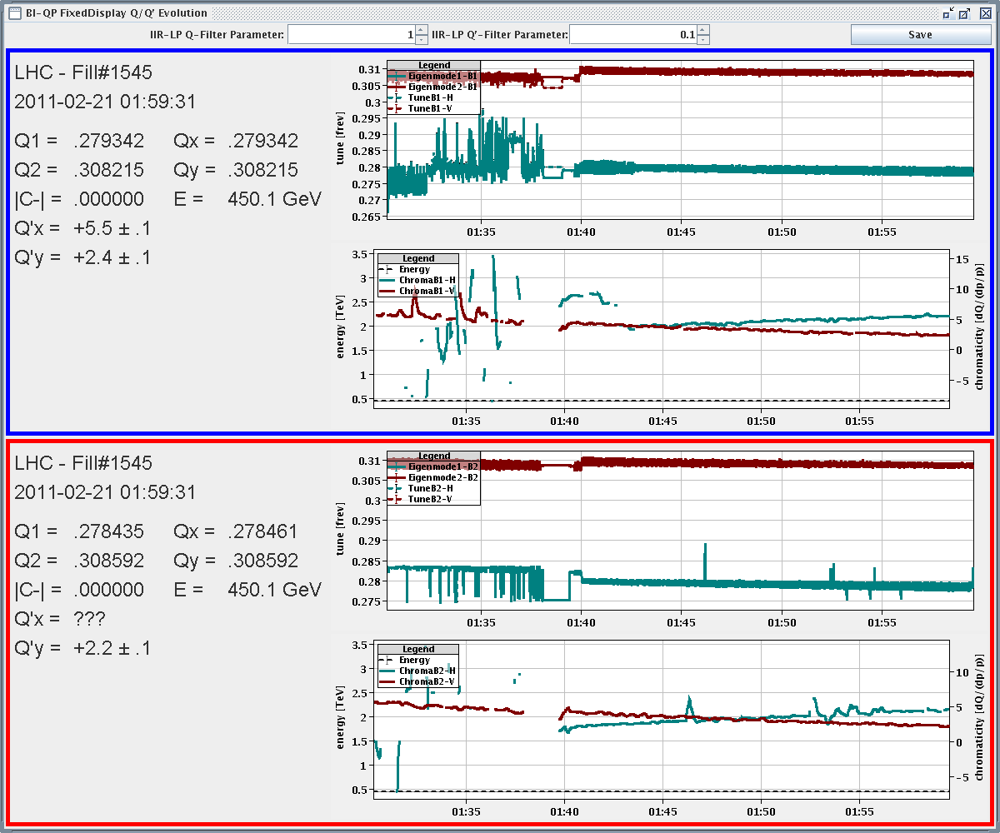 BI-QP FixedDisplay Q/Q' Evolution
IIR-LP Q-Filter Parameter: 1 IIR-LP Q'-Filter Parameter: 0.1 Save
LHC - Fill#1545
2011-02-21 01:59:31
Q1 = .279342 Qx = .279342
Q2 = .308215 Qy = .308215
|C-| = .000000 E = 450.1 GeV
Q'x = +5.5 ± .1
Q'y = +2.4 ± .1
tune [frev]
0.31
0.305
0.3
0.295
0.29
0.285
0.28
0.275
0.27
0.265
Legend
Eigenmode1-B1
Eigenmode2-B1
TuneB1-H
TuneB1-V
01:35 01:40 01:45 01:50 01:55
energy [TeV]
3.5
3
2.5
2
1.5
1
0.5
Legend
Energy
ChromaB1-H
ChromaB1-V
15
10
5
0
-5
chromaticity [dQ/(dp/p)]
01:35 01:40 01:45 01:50 01:55
LHC - Fill#1545
2011-02-21 01:59:31
Q1 = .278435 Qx = .278461
Q2 = .308592 Qy = .308592
|C-| = .000000 E = 450.1 GeV
Q'x = ???
Q'y = +2.2 ± .1
tune [frev]
0.31
0.305
0.3
0.295
0.29
0.285
0.28
0.275
Legend
Eigenmode1-B2
Eigenmode2-B2
TuneB2-H
TuneB2-V
01:35 01:40 01:45 01:50 01:55
energy [TeV]
3.5
3
2.5
2
1.5
1
0.5
Legend
Energy
ChromaB2-H
ChromaB2-V
10
5
0
-5
chromaticity [dQ/(dp/p)]
01:35 01:40 01:45 01:50 01:55